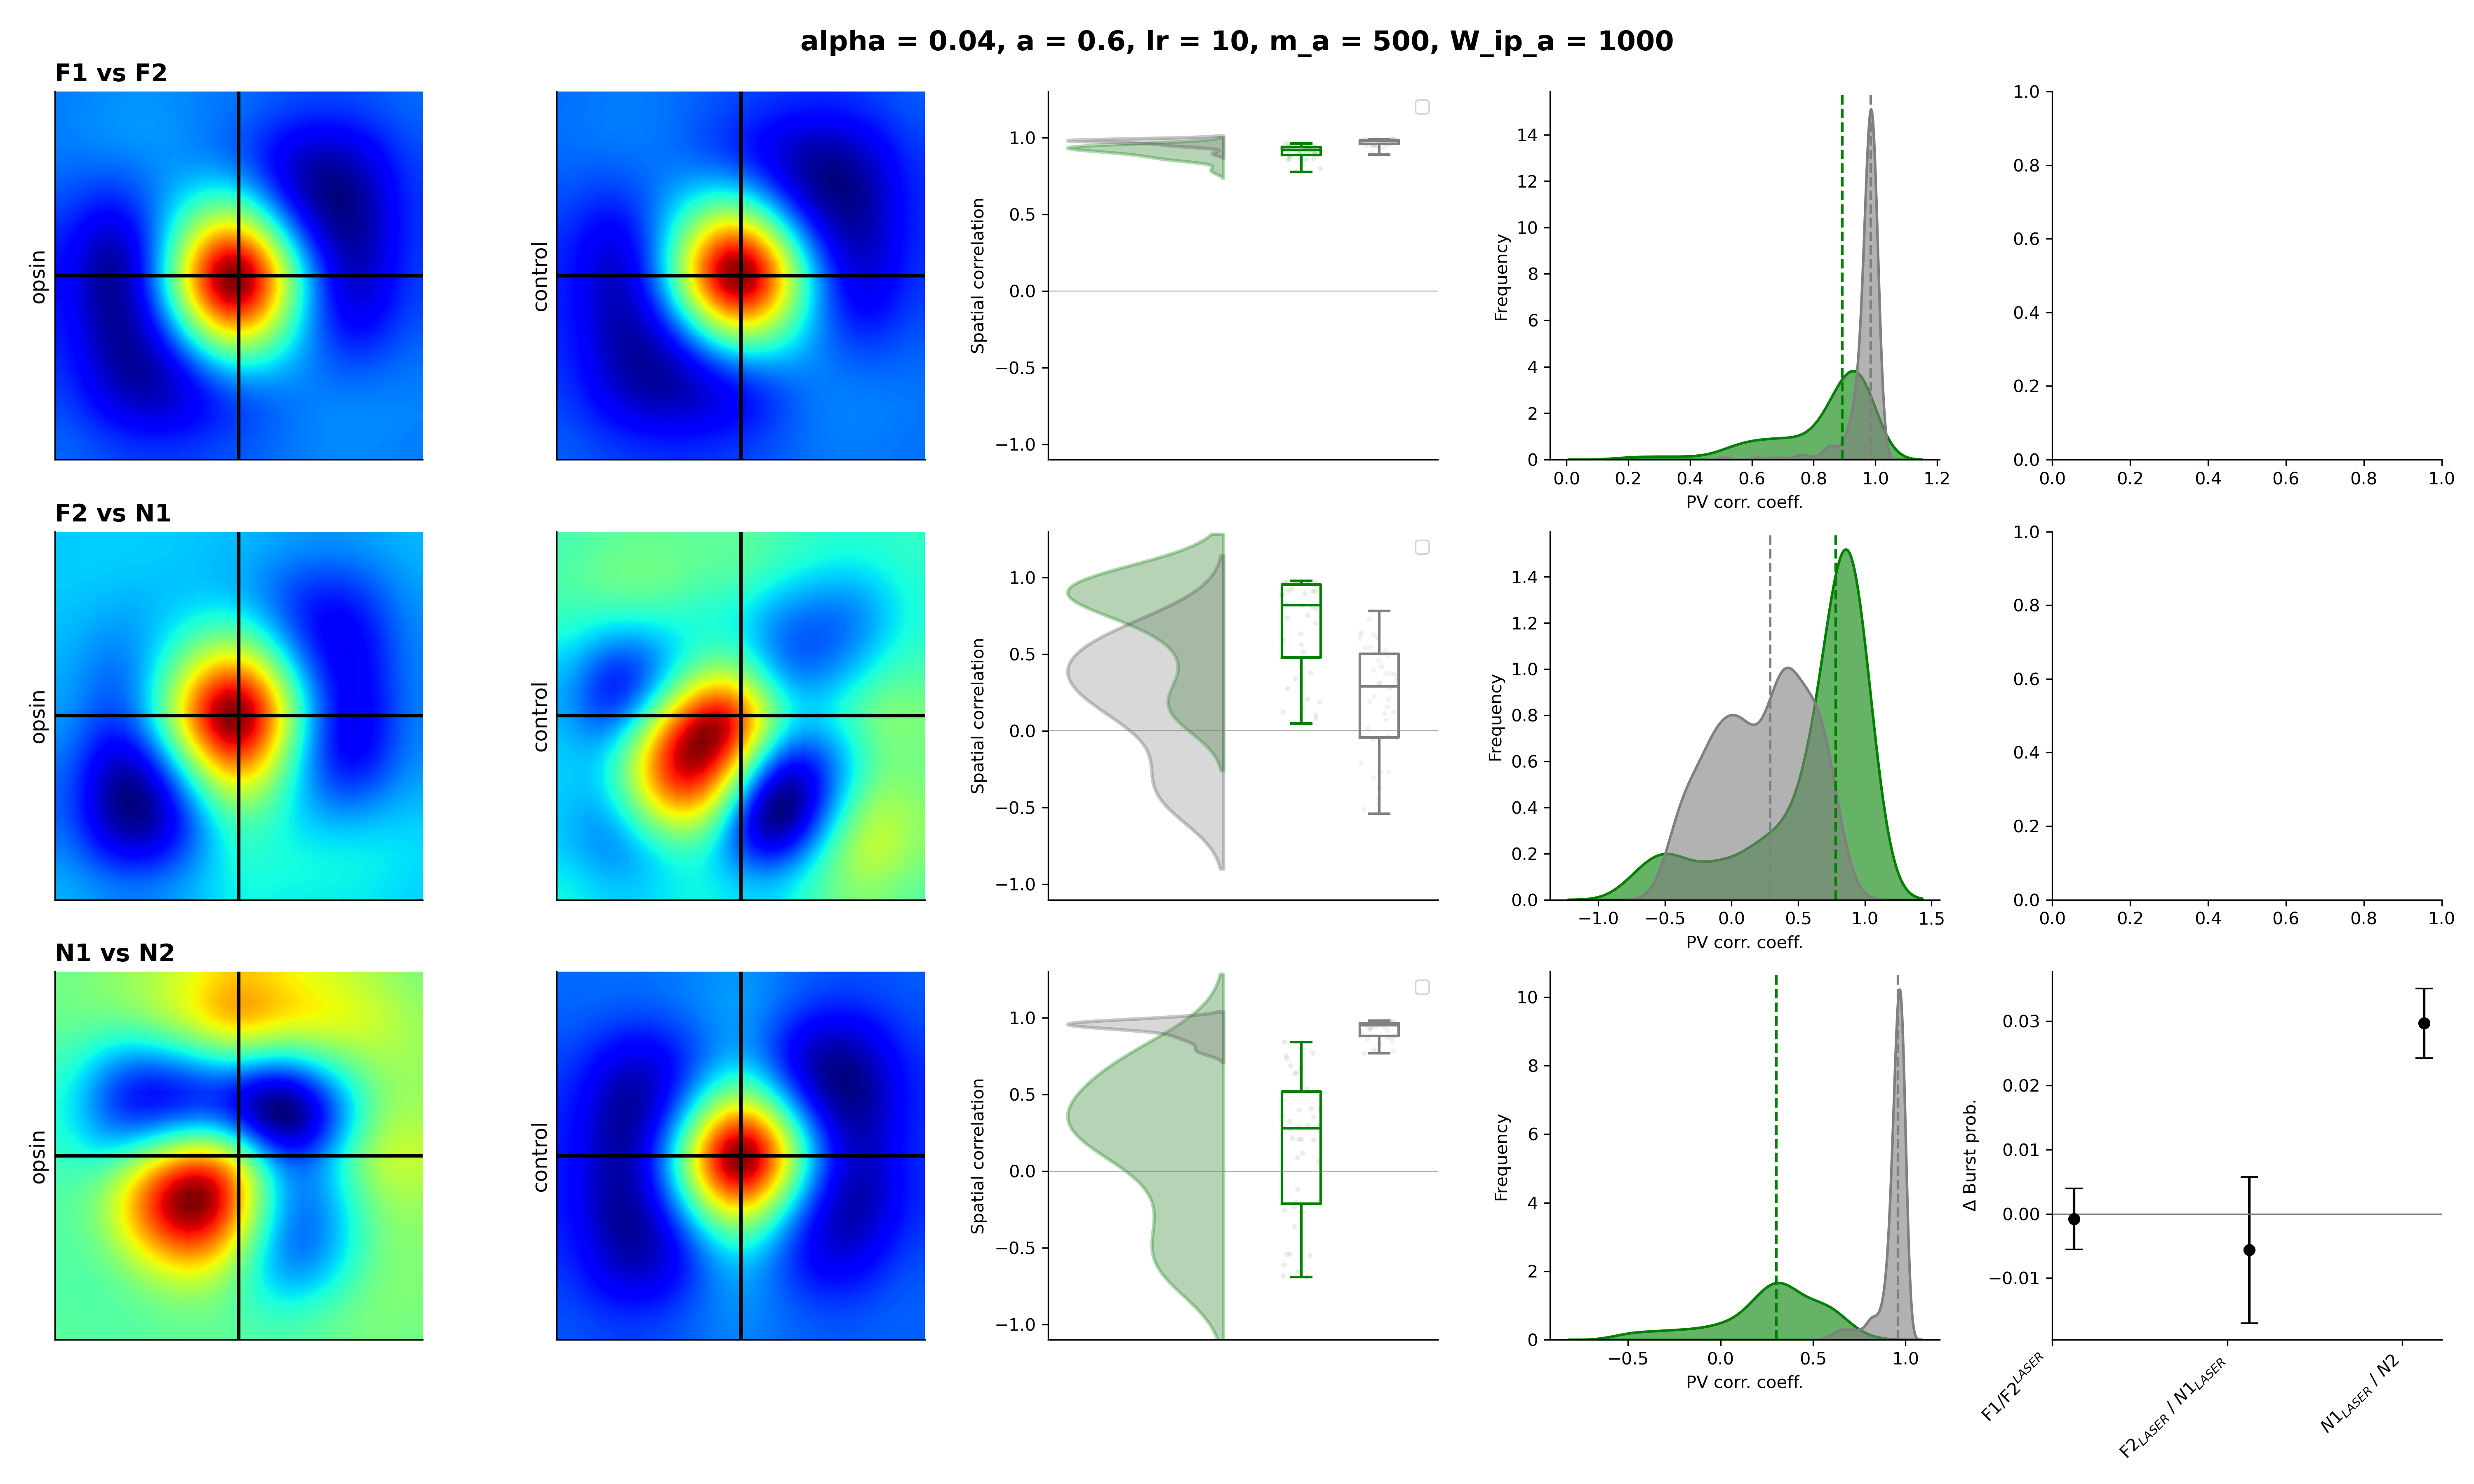 alpha = 0.04, a = 0.6, lr = 10, m_a = 500, W_ip_a = 1000
F1 vs F2
opsin
control
Spatial correlation
1.0
0.5
0.0
−0.5
−1.0
Frequency
14
12
10
8
6
4
2
0
0.0 0.2 0.4 0.6 0.8 1.0 1.2
PV corr. coeff.
1.0
0.8
0.6
0.4
0.2
0.0
0.0 0.2 0.4 0.6 0.8 1.0
F2 vs N1
opsin
control
Spatial correlation
1.0
0.5
0.0
−0.5
−1.0
Frequency
1.4
1.2
1.0
0.8
0.6
0.4
0.2
0.0
−1.0 −0.5 0.0 0.5 1.0 1.5
PV corr. coeff.
1.0
0.8
0.6
0.4
0.2
0.0
0.0 0.2 0.4 0.6 0.8 1.0
N1 vs N2
opsin
control
Spatial correlation
1.0
0.5
0.0
−0.5
−1.0
Frequency
10
8
6
4
2
0
−0.5 0.0 0.5 1.0
PV corr. coeff.
Δ Burst prob.
0.03
0.02
0.01
0.00
−0.01
F1/F2^LASER
F2_LASER / N1_LASER
N1_LASER / N2